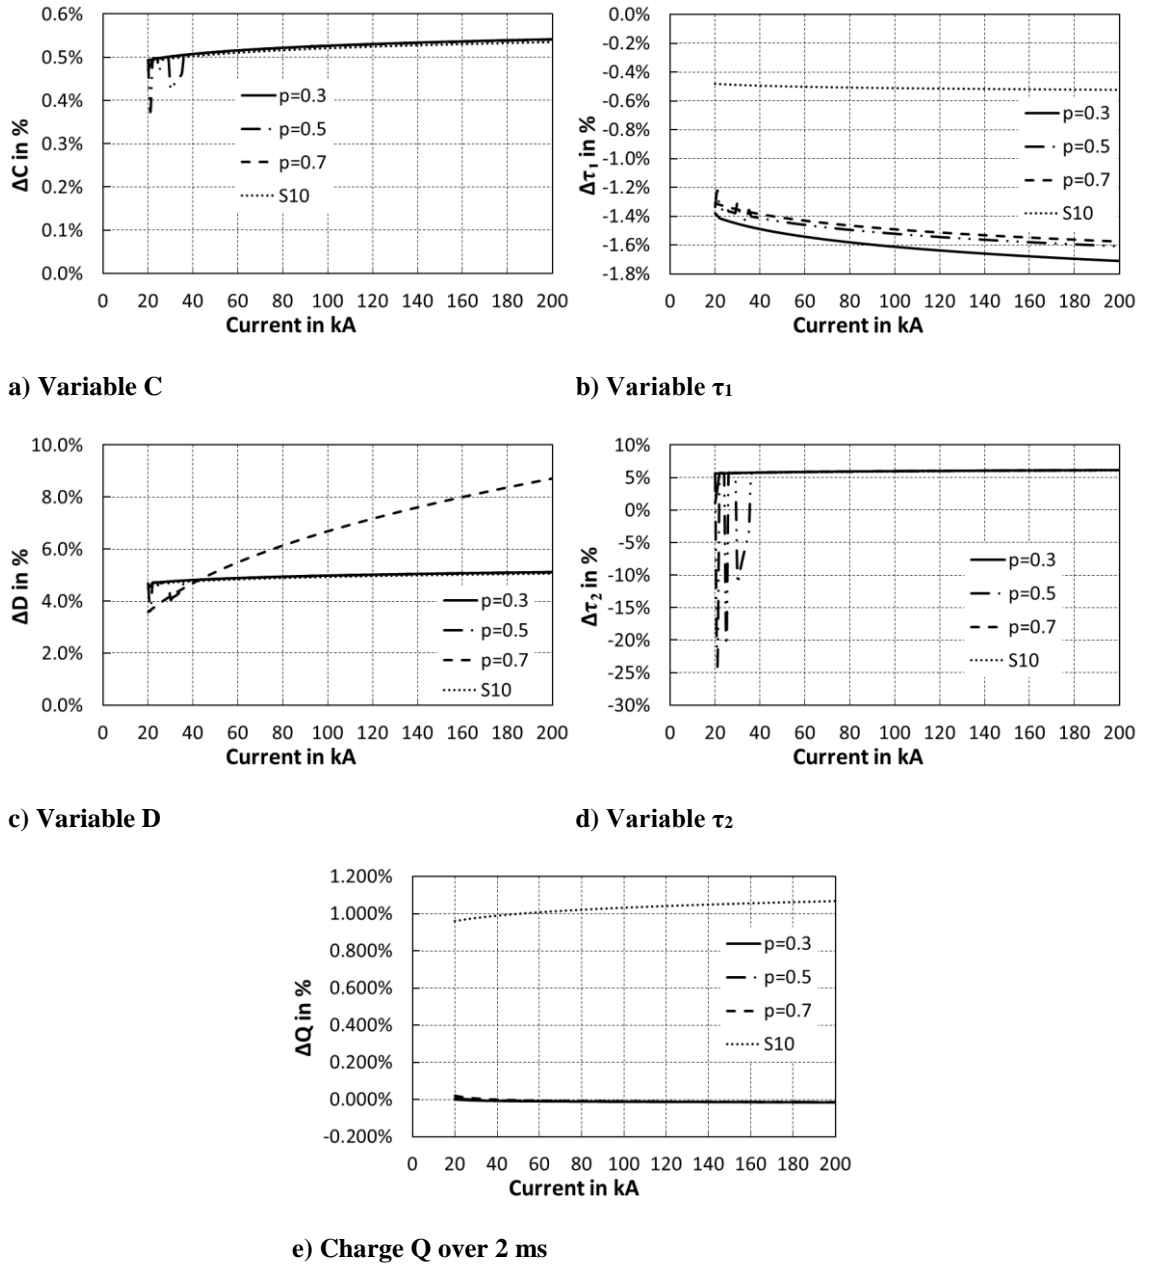 0.6%
0.5%
0.4%
0.3%
0.2%
0.1%
0.0%
ΔC in %
p=0.3
p=0.5
p=0.7
S10
0 20 40 60 80 100 120 140 160 180 200
Current in kA
0.0%
-0.2%
-0.4%
-0.6%
-0.8%
-1.0%
-1.2%
-1.4%
-1.6%
-1.8%
Δτ₁ in %
p=0.3
p=0.5
p=0.7
S10
0 20 40 60 80 100 120 140 160 180 200
Current in kA
a) Variable C
b) Variable τ₁
10.0%
8.0%
6.0%
4.0%
2.0%
0.0%
ΔD in %
p=0.3
p=0.5
p=0.7
S10
0 20 40 60 80 100 120 140 160 180 200
Current in kA
10%
5%
0%
-5%
-10%
-15%
-20%
-25%
-30%
Δτ₂ in %
p=0.3
p=0.5
p=0.7
S10
0 20 40 60 80 100 120 140 160 180 200
Current in kA
c) Variable D
d) Variable τ₂
1.200%
1.000%
0.800%
0.600%
0.400%
0.200%
0.000%
-0.200%
ΔQ in %
p=0.3
p=0.5
p=0.7
S10
0 20 40 60 80 100 120 140 160 180 200
Current in kA
e) Charge Q over 2 ms